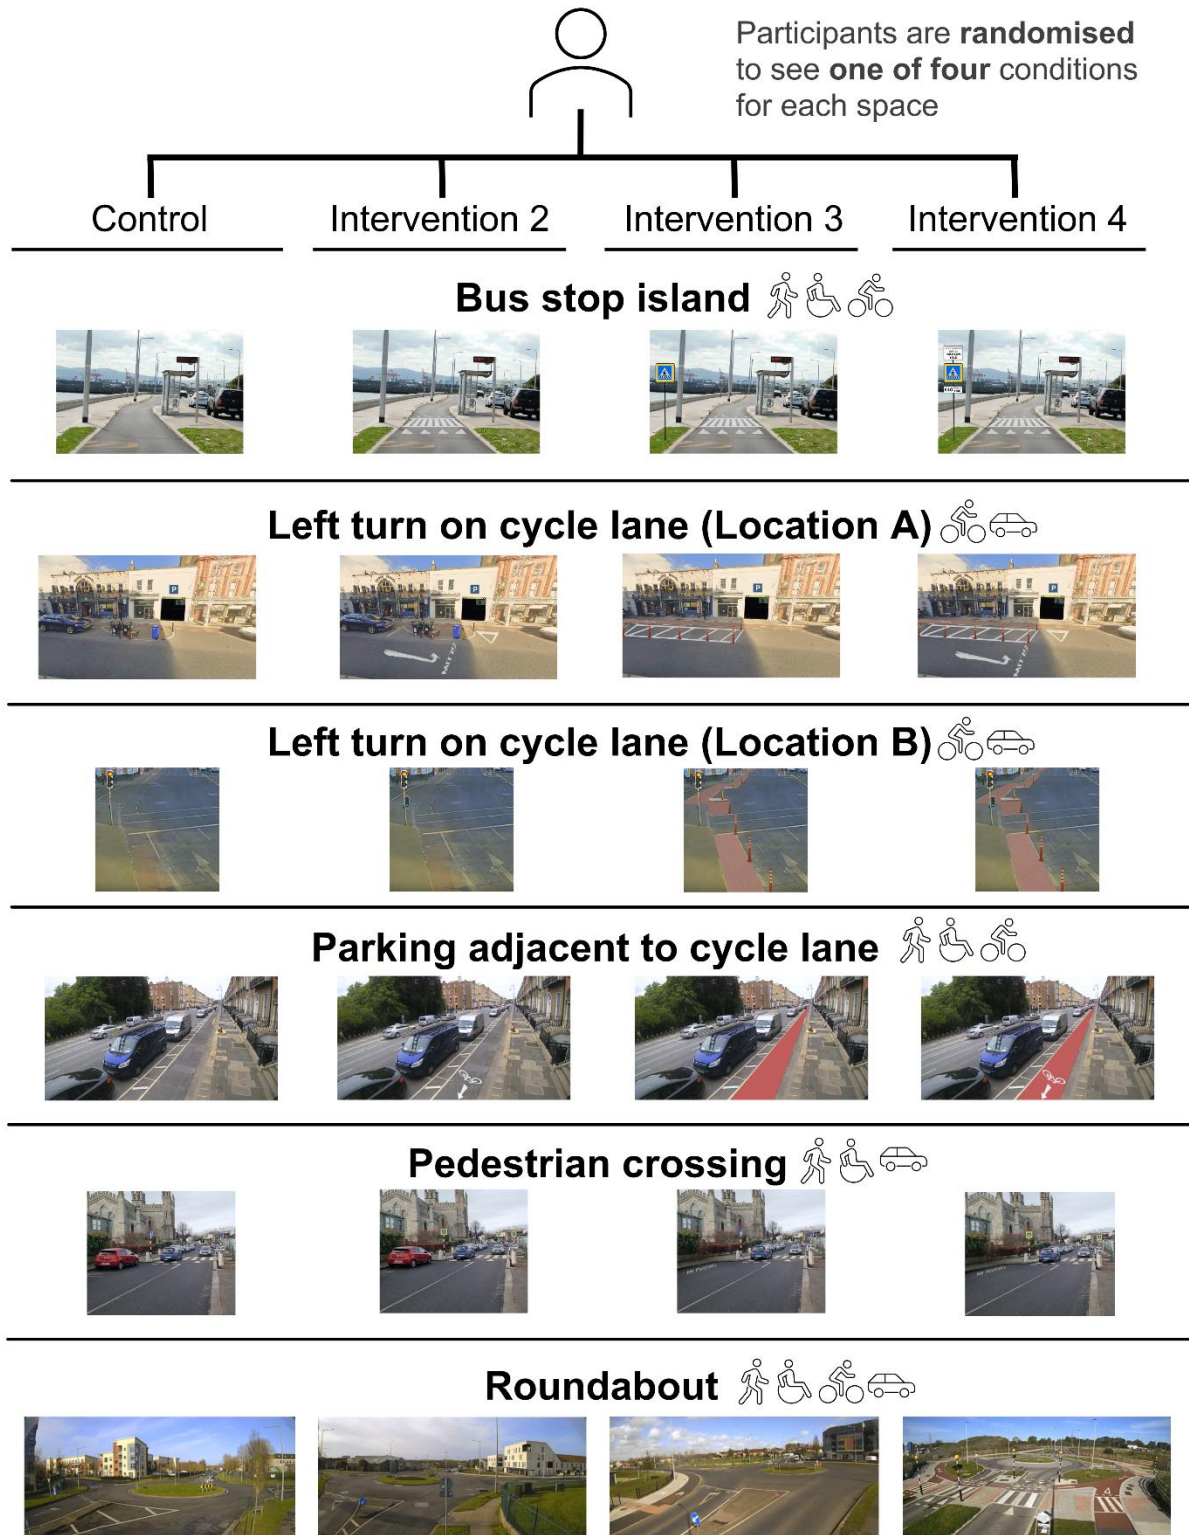 Participants are randomised
to see one of four conditions
for each space
Control
Intervention 2
Intervention 3
Intervention 4
Bus stop island
Left turn on cycle lane (Location A)
P
P
P
P
Left turn on cycle lane (Location B)
Parking adjacent to cycle lane
Pedestrian crossing
Roundabout